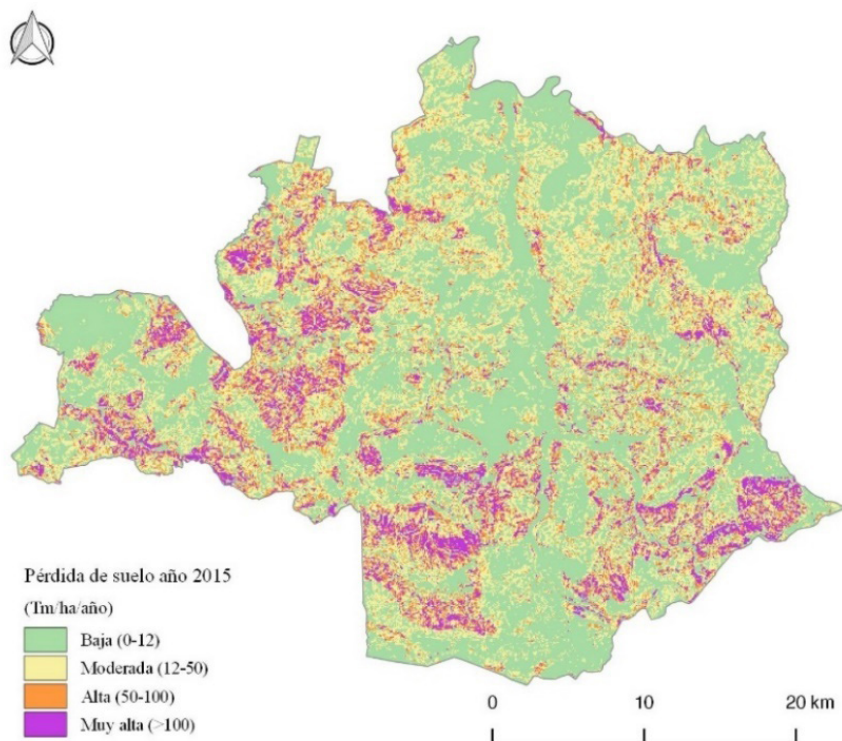 Pérdida de suelo año 2015
(Tm/ha/año)
Baja (0-12)
Moderada (12-50)
Alta (50-100)
Muy alta (>100)
0 10 20 km